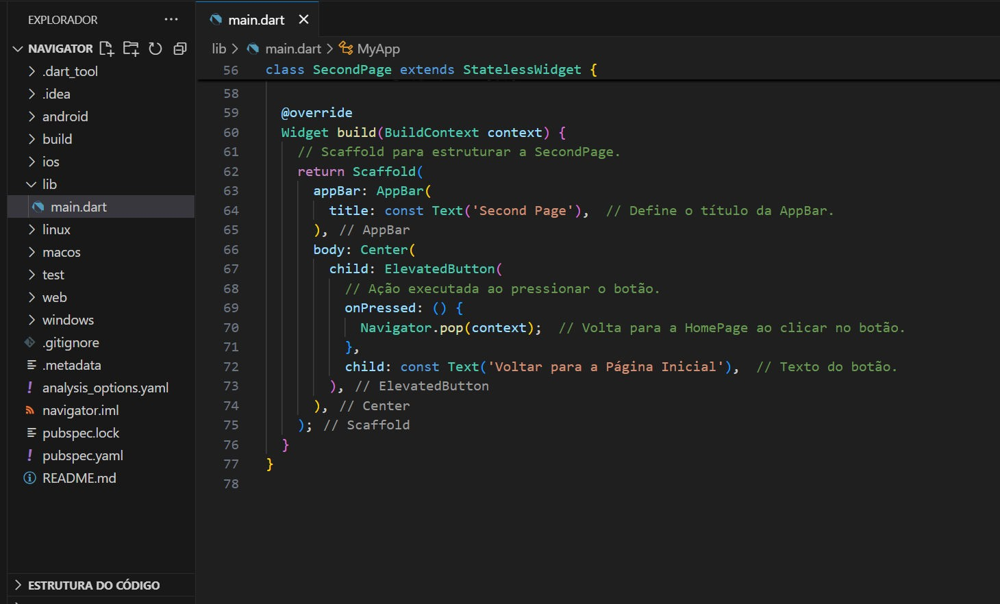 EXPLORADOR
NAVIGATOR
.dart_tool
.idea
android
build
ios
lib
main.dart
linux
macos
test
web
windows
.gitignore
.metadata
analysis_options.yaml
navigator.iml
pubspec.lock
pubspec.yaml
README.md
ESTRUTURA DO CÓDIGO
main.dart
lib > main.dart > MyApp
56 class SecondPage extends StatelessWidget {
58
59 @override
60 Widget build(BuildContext context) {
61 // Scaffold para estruturar a SecondPage.
62 return Scaffold(
63 appBar: AppBar(
64 title: const Text('Second Page'), // Define o título da AppBar.
65 ), // AppBar
66 body: Center(
67 child: ElevatedButton(
68 // Ação executada ao pressionar o botão.
69 onPressed: () {
70 Navigator.pop(context); // Volta para a HomePage ao clicar no botão.
71 },
72 child: const Text('Voltar para a Página Inicial'), // Texto do botão.
73 ), // ElevatedButton
74 ), // Center
75 ); // Scaffold
76 }
77 }
78